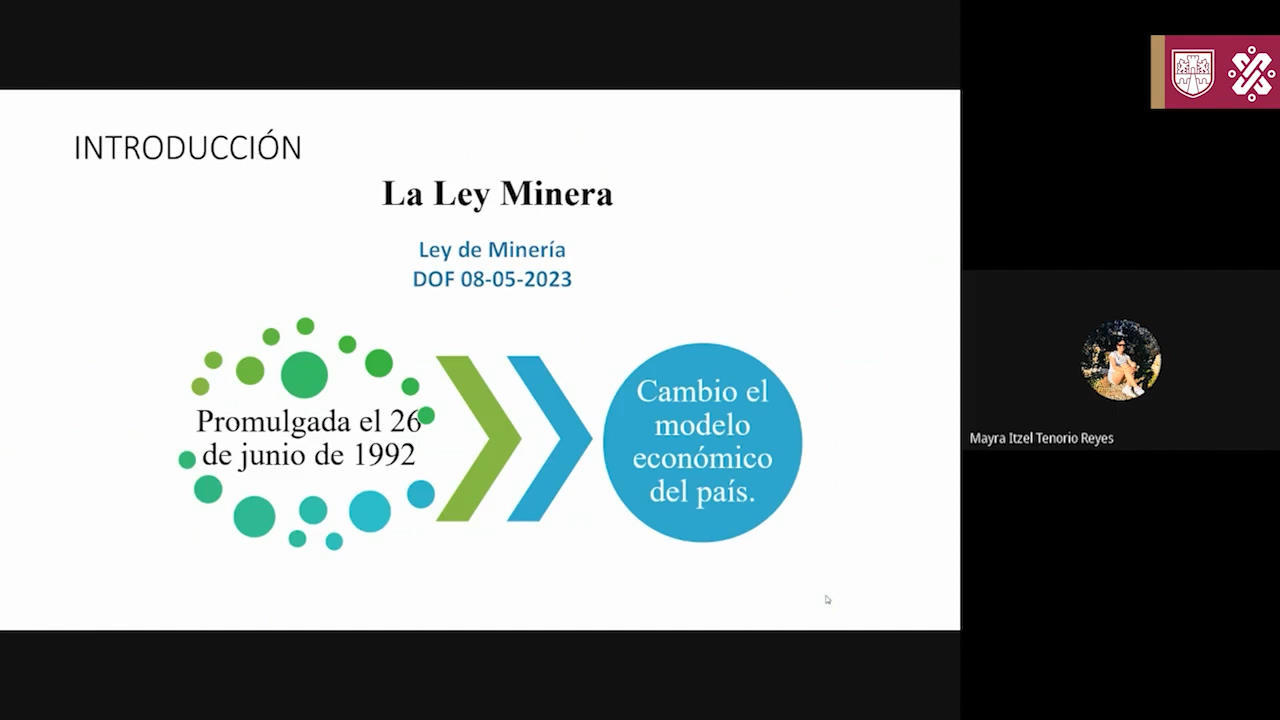 INTRODUCCIÓN
La Ley Minera
Ley de Minería
DOF 08-05-2023
Promulgada el 26
de junio de 1992
Cambio el
modelo
económico
del país.
Mayra Itzel Tenorio Reyes